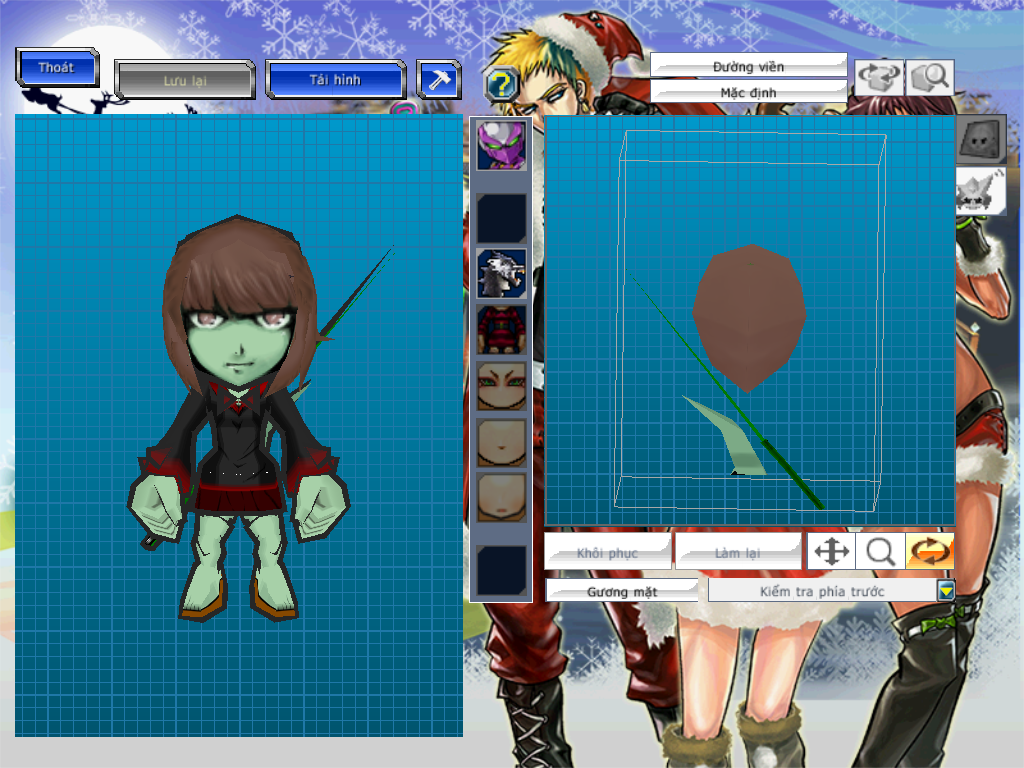 Thoát
Lưu lại
Tải hình
?
Đường viền
Mặc định
Khôi phục
Làm lại
Gương mặt
Kiểm tra phía trước